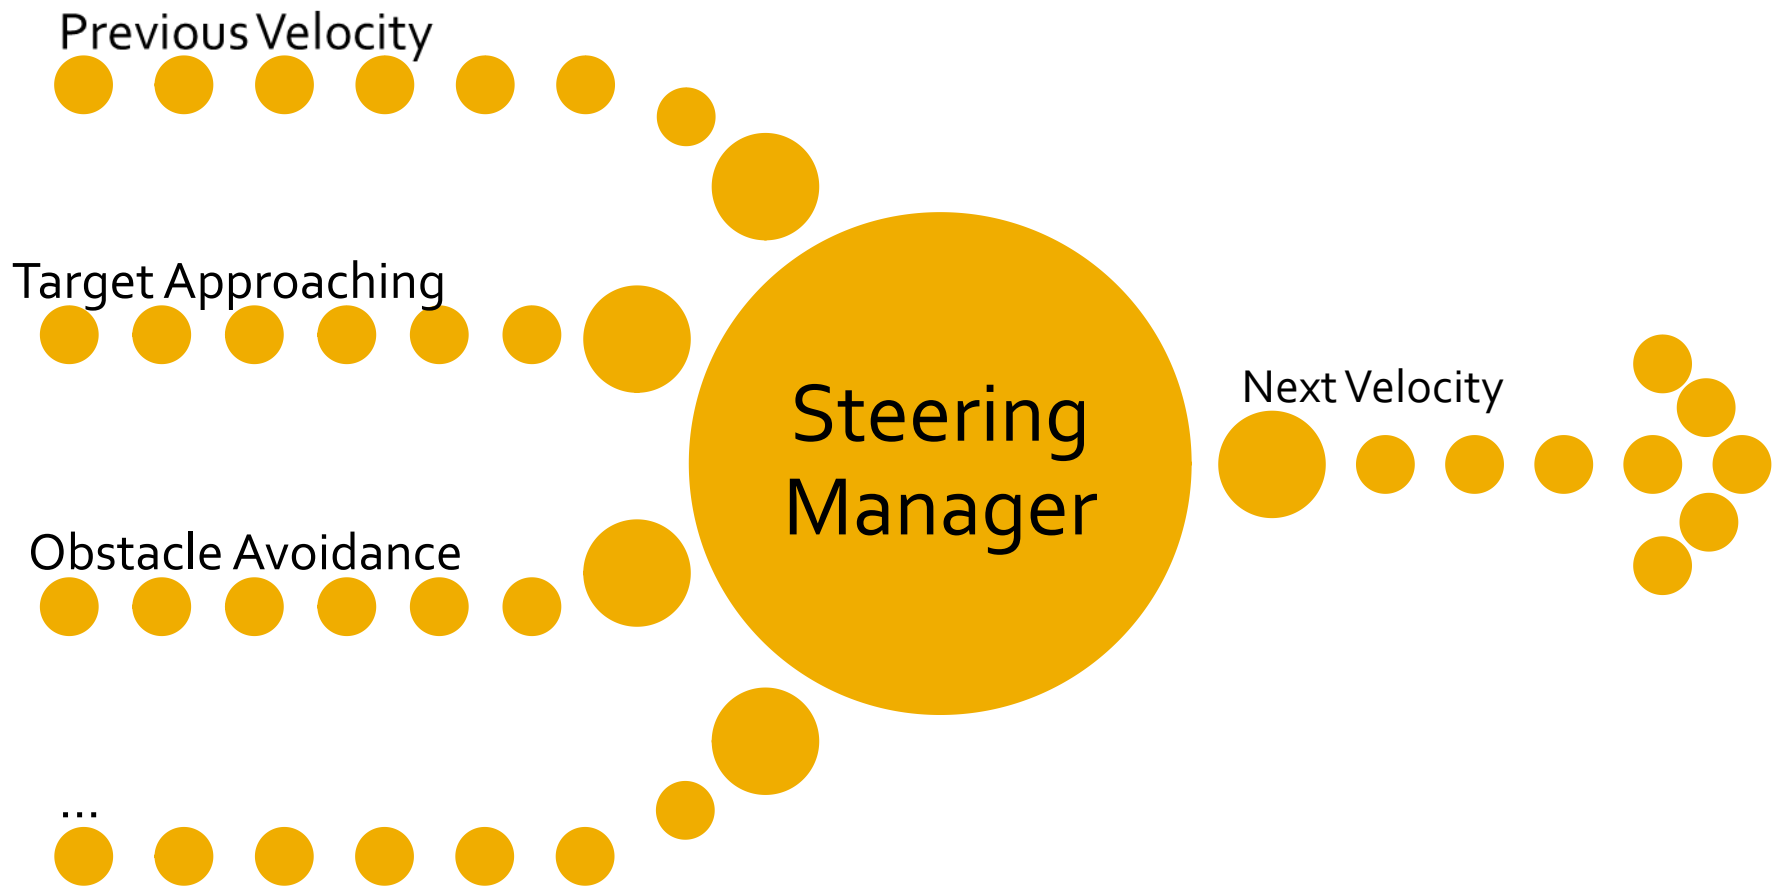 Previous Velocity
Target Approaching
Obstacle Avoidance
...
Steering
Manager
Next Velocity